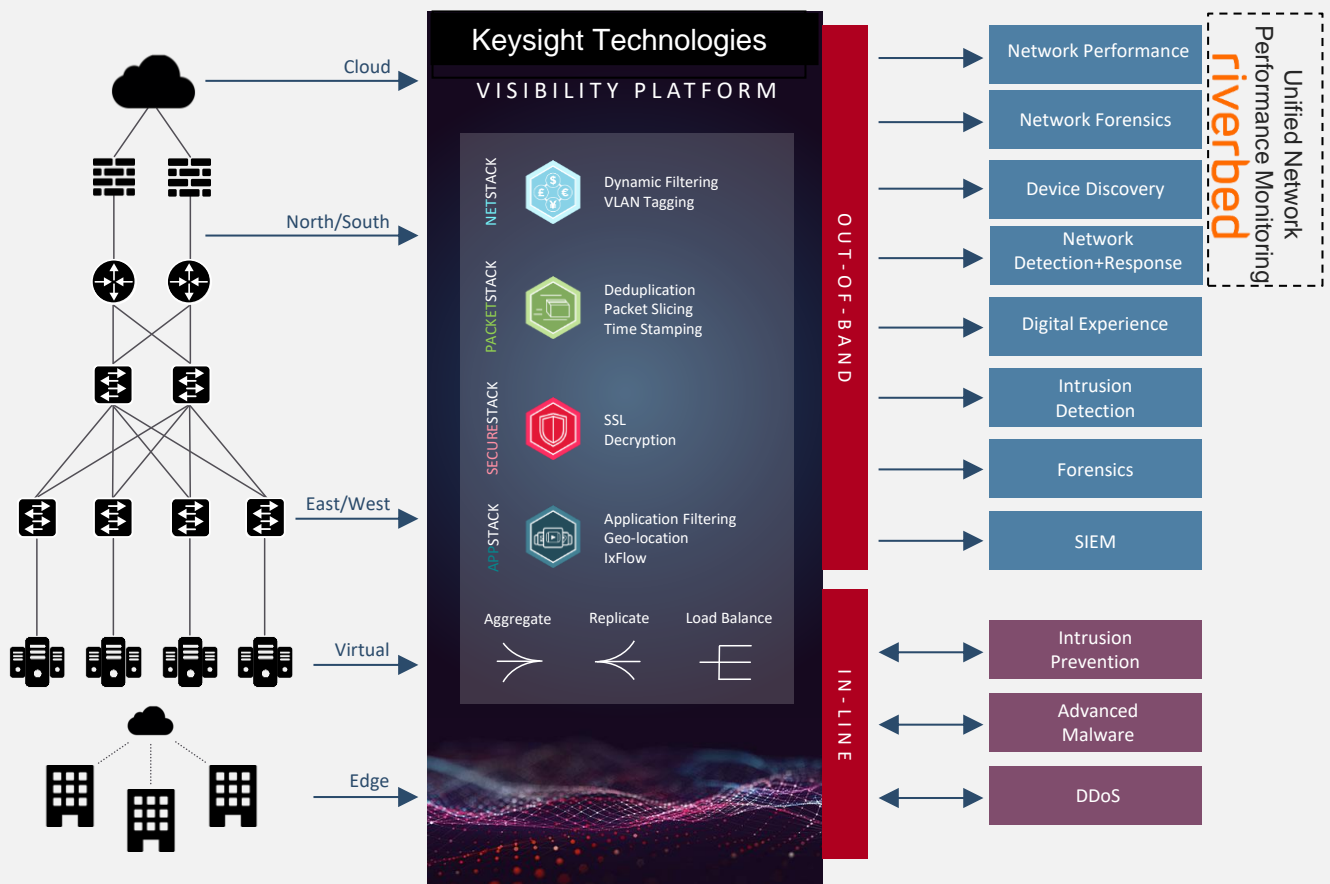 Cloud
North/South
East/West
Virtual
Edge
Keysight Technologies
VISIBILITY PLATFORM
NETSTACK
Dynamic Filtering
VLAN Tagging
PACKETSTACK
Deduplication
Packet Slicing
Time Stamping
SECURESTACK
SSL
Decryption
APPSTACK
Application Filtering
Geo-location
IxFlow
Aggregate
Replicate
Load Balance
OUT-OF-BAND
IN-LINE
Network Performance
Network Forensics
Device Discovery
Network
Detection+Response
Digital Experience
Intrusion
Detection
Forensics
SIEM
Intrusion
Prevention
Advanced
Malware
DDoS
Unified Network
Performance Monitoring
riverbed